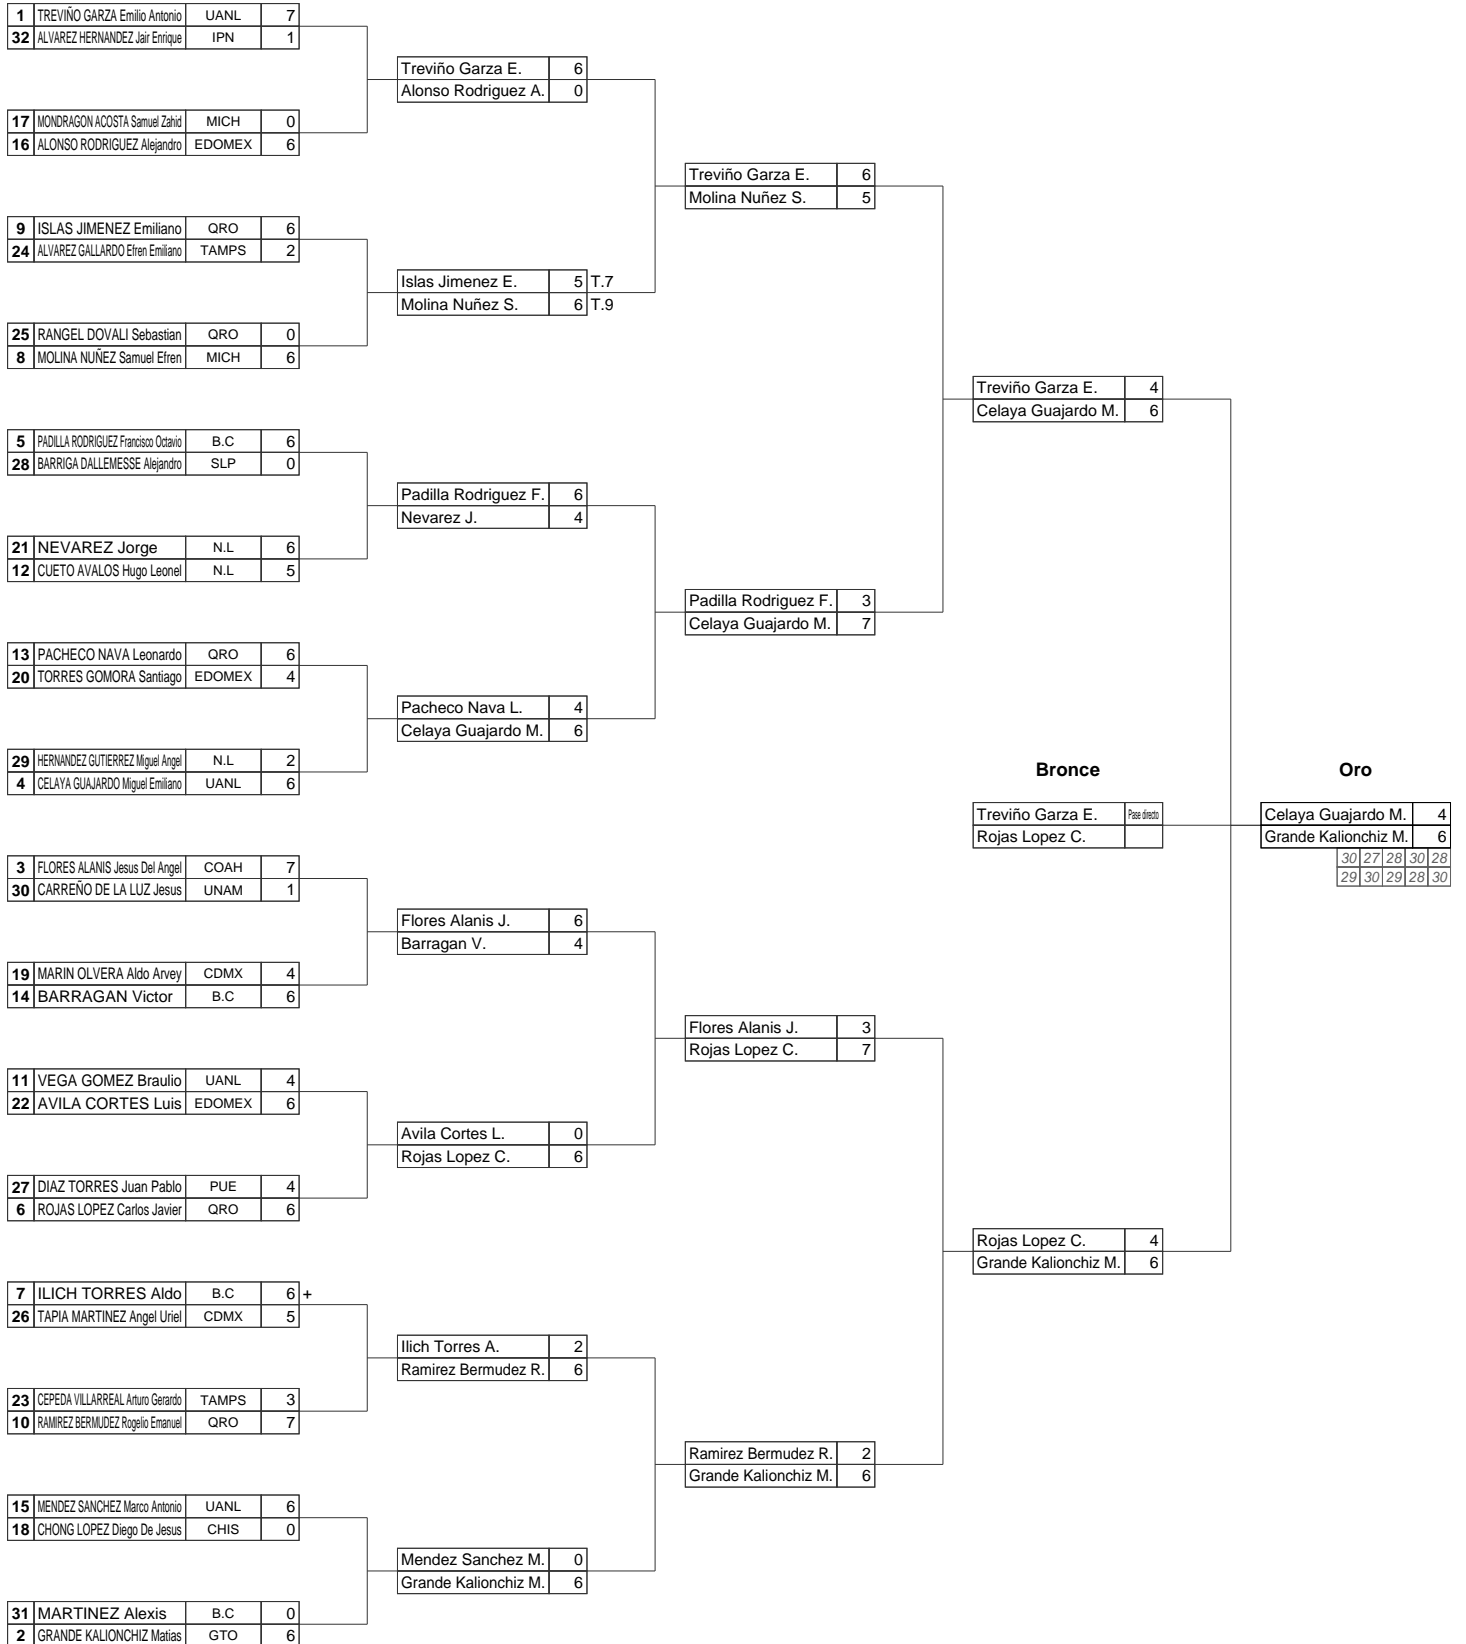 1 TREVIÑO GARZA Emilio Antonio UANL 7
32 ALVAREZ HERNANDEZ Jair Enrique IPN 1
Treviño Garza E. 6
Alonso Rodriguez A. 0
17 MONDRAGON ACOSTA Samuel Zahid MICH 0
16 ALONSO RODRIGUEZ Alejandro EDOMEX 6
Treviño Garza E. 6
Molina Nuñez S. 5
9 ISLAS JIMENEZ Emiliano QRO 6
24 ALVAREZ GALLARDO Efren Emiliano TAMPS 2
Islas Jimenez E. 5 T.7
Molina Nuñez S. 6 T.9
25 RANGEL DOVALI Sebastian QRO 0
8 MOLINA NUÑEZ Samuel Efren MICH 6
Treviño Garza E. 4
Celaya Guajardo M. 6
5 PADILLA RODRIGUEZ Francisco Octavio B.C 6
28 BARRIGA DALLEMESSE Alejandro SLP 0
Padilla Rodriguez F. 6
Nevarez J. 4
21 NEVAREZ Jorge N.L 6
12 CUETO AVALOS Hugo Leonel N.L 5
Padilla Rodriguez F. 3
Celaya Guajardo M. 7
13 PACHECO NAVA Leonardo QRO 6
20 TORRES GOMORA Santiago EDOMEX 4
Pacheco Nava L. 4
Celaya Guajardo M. 6
29 HERNANDEZ GUTIERREZ Miguel Angel N.L 2
4 CELAYA GUAJARDO Miguel Emiliano UANL 6
Bronce Oro
Treviño Garza E. Pase directo Celaya Guajardo M. 4
Rojas Lopez C. Grande Kalionchiz M. 6
30 27 28 30 28
29 30 29 28 30
3 FLORES ALANIS Jesus Del Angel COAH 7
30 CARREÑO DE LA LUZ Jesus UNAM 1
Flores Alanis J. 6
Barragan V. 4
19 MARIN OLVERA Aldo Arvey CDMX 4
14 BARRAGAN Victor B.C 6
Flores Alanis J. 3
Rojas Lopez C. 7
11 VEGA GOMEZ Braulio UANL 4
22 AVILA CORTES Luis EDOMEX 6
Avila Cortes L. 0
Rojas Lopez C. 6
27 DIAZ TORRES Juan Pablo PUE 4
6 ROJAS LOPEZ Carlos Javier QRO 6
Rojas Lopez C. 4
Grande Kalionchiz M. 6
7 ILICH TORRES Aldo B.C 6 +
26 TAPIA MARTINEZ Angel Uriel CDMX 5
Ilich Torres A. 2
Ramirez Bermudez R. 6
23 CEPEDA VILLARREAL Arturo Gerardo TAMPS 3
10 RAMIREZ BERMUDEZ Rogelio Emanuel QRO 7
Ramirez Bermudez R. 2
Grande Kalionchiz M. 6
15 MENDEZ SANCHEZ Marco Antonio UANL 6
18 CHONG LOPEZ Diego De Jesus CHIS 0
Mendez Sanchez M. 0
Grande Kalionchiz M. 6
31 MARTINEZ Alexis B.C 0
2 GRANDE KALIONCHIZ Matias GTO 6